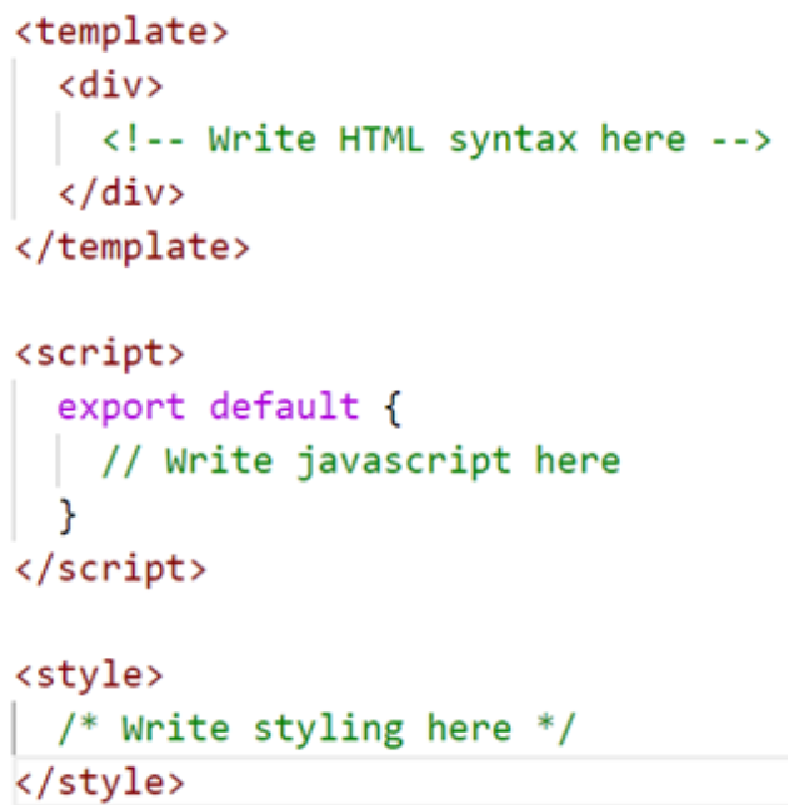 <template>
  <div>
    <!-- Write HTML syntax here -->
  </div>
</template>

<script>
  export default {
    // Write javascript here
  }
</script>

<style>
  /* Write styling here */
</style>